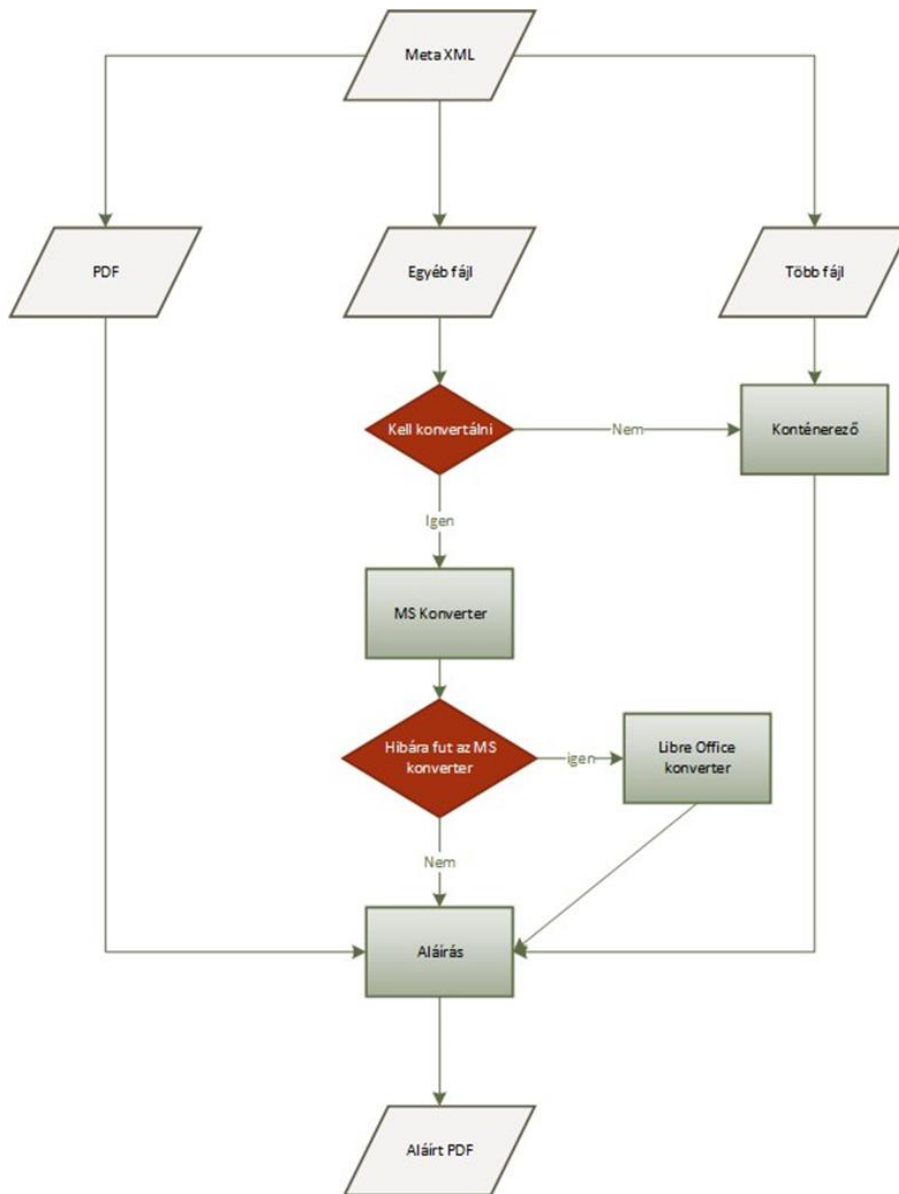 Meta XML
PDF
Egyéb fájl
Több fájl
Kell konvertálni
Nem
Konténerező
Igen
MS Konverter
Hibára fut az MS
konverter
igen
Libre Office
konverter
Nem
Aláírás
Aláírt PDF